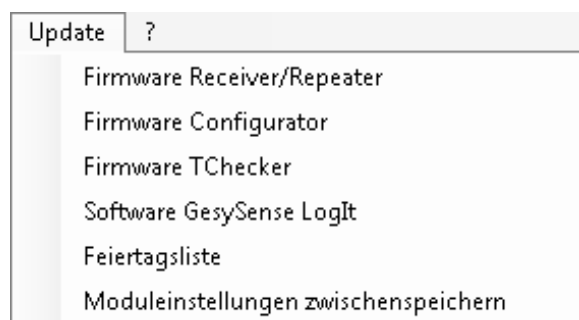 Update ?
Firmware Receiver/Repeater
Firmware Configurator
Firmware TChecker
Software GesySense LogIt
Feiertagsliste
Moduleinstellungen zwischenspeichern